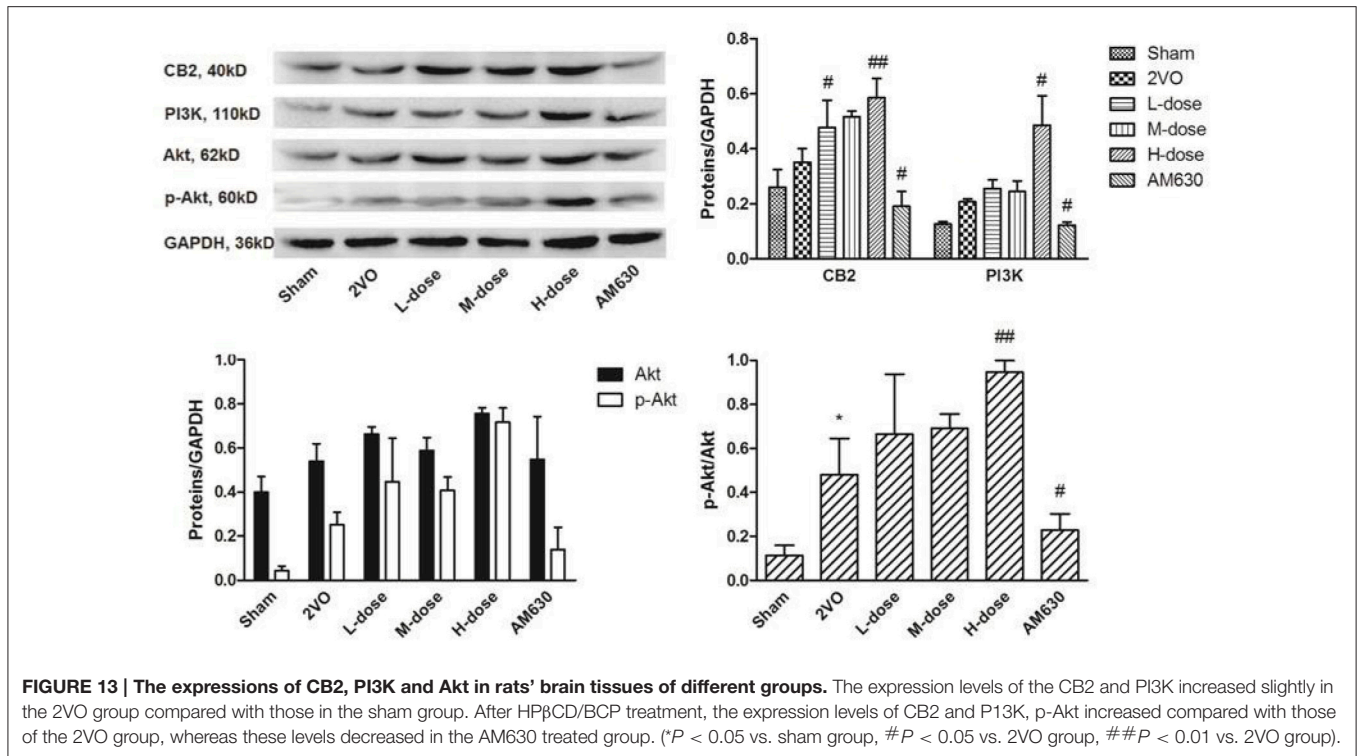 CB2, 40kD
PI3K, 110kD
Akt, 62kD
p-Akt, 60kD
GAPDH, 36kD
Sham
2VO
L-dose
M-dose
H-dose
AM630
Proteins/GAPDH
0.8
0.6
0.4
0.2
0.0
#
##
#
#
#
CB2
PI3K
Sham
2VO
L-dose
M-dose
H-dose
AM630
Proteins/GAPDH
1.0
0.8
0.6
0.4
0.2
0.0
Akt
p-Akt
Sham
2VO
L-dose
M-dose
H-dose
AM630
p-Akt/Akt
1.0
0.8
0.6
0.4
0.2
0.0
*
##
#
Sham
2VO
L-dose
M-dose
H-dose
AM630
FIGURE 13 | The expressions of CB2, PI3K and Akt in rats' brain tissues of different groups. The expression levels of the CB2 and PI3K increased slightly in
the 2VO group compared with those in the sham group. After HPβCD/BCP treatment, the expression levels of CB2 and P13K, p-Akt increased compared with those
of the 2VO group, whereas these levels decreased in the AM630 treated group. (*P < 0.05 vs. sham group, #P < 0.05 vs. 2VO group, ##P < 0.01 vs. 2VO group).